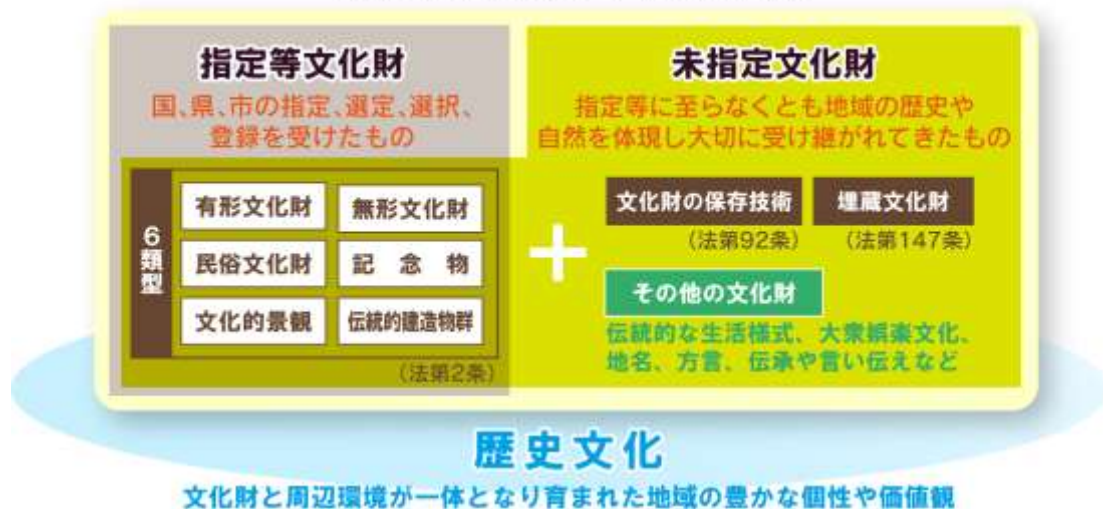 指定等文化財
国、県、市の指定、選定、選択、
登録を受けたもの
6類型
有形文化財
無形文化財
民俗文化財
記念物
文化的景観
伝統的建造物群
（法第2条）
未指定文化財
指定等に至らなくとも地域の歴史や
自然を体現し大切に受け継がれてきたもの
+
文化財の保存技術
（法第92条）
埋蔵文化財
（法第147条）
その他の文化財
伝統的な生活様式、大衆娯楽文化、
地名、方言、伝承や言い伝えなど
歴史文化
文化財と周辺環境が一体となり育まれた地域の豊かな個性や価値観